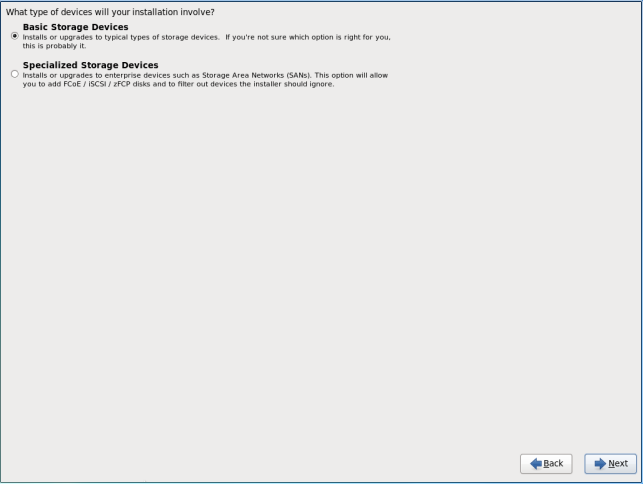 What type of devices will your installation involve?
Basic Storage Devices
Installs or upgrades to typical types of storage devices.  If you're not sure which option is right for you,
this is probably it.
Specialized Storage Devices
Installs or upgrades to enterprise devices such as Storage Area Networks (SANs). This option will allow
you to add FCoE / iSCSI / zFCP disks and to filter out devices the installer should ignore.
Back
Next